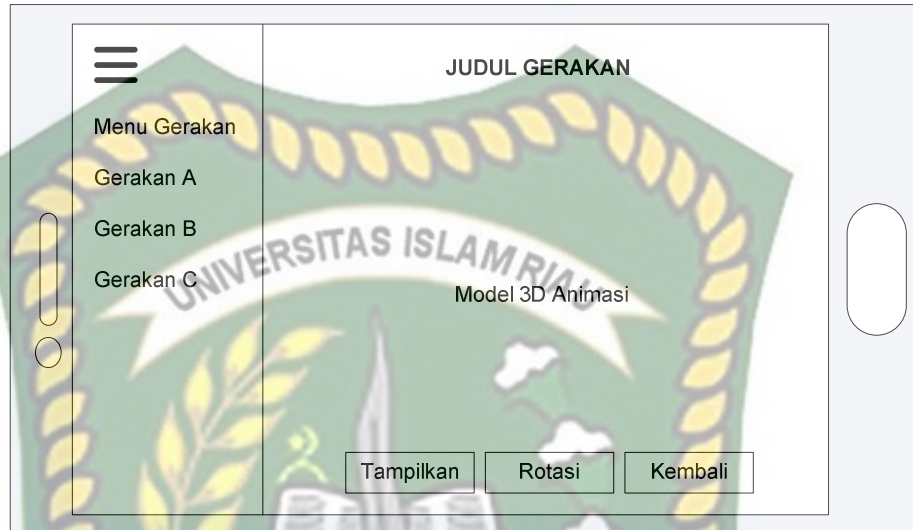 JUDUL GERAKAN
Menu Gerakan
Gerakan A
Gerakan B
Gerakan C
UNIVERSITAS ISLAM RIAU
Model 3D Animasi
Tampilkan
Rotasi
Kembali